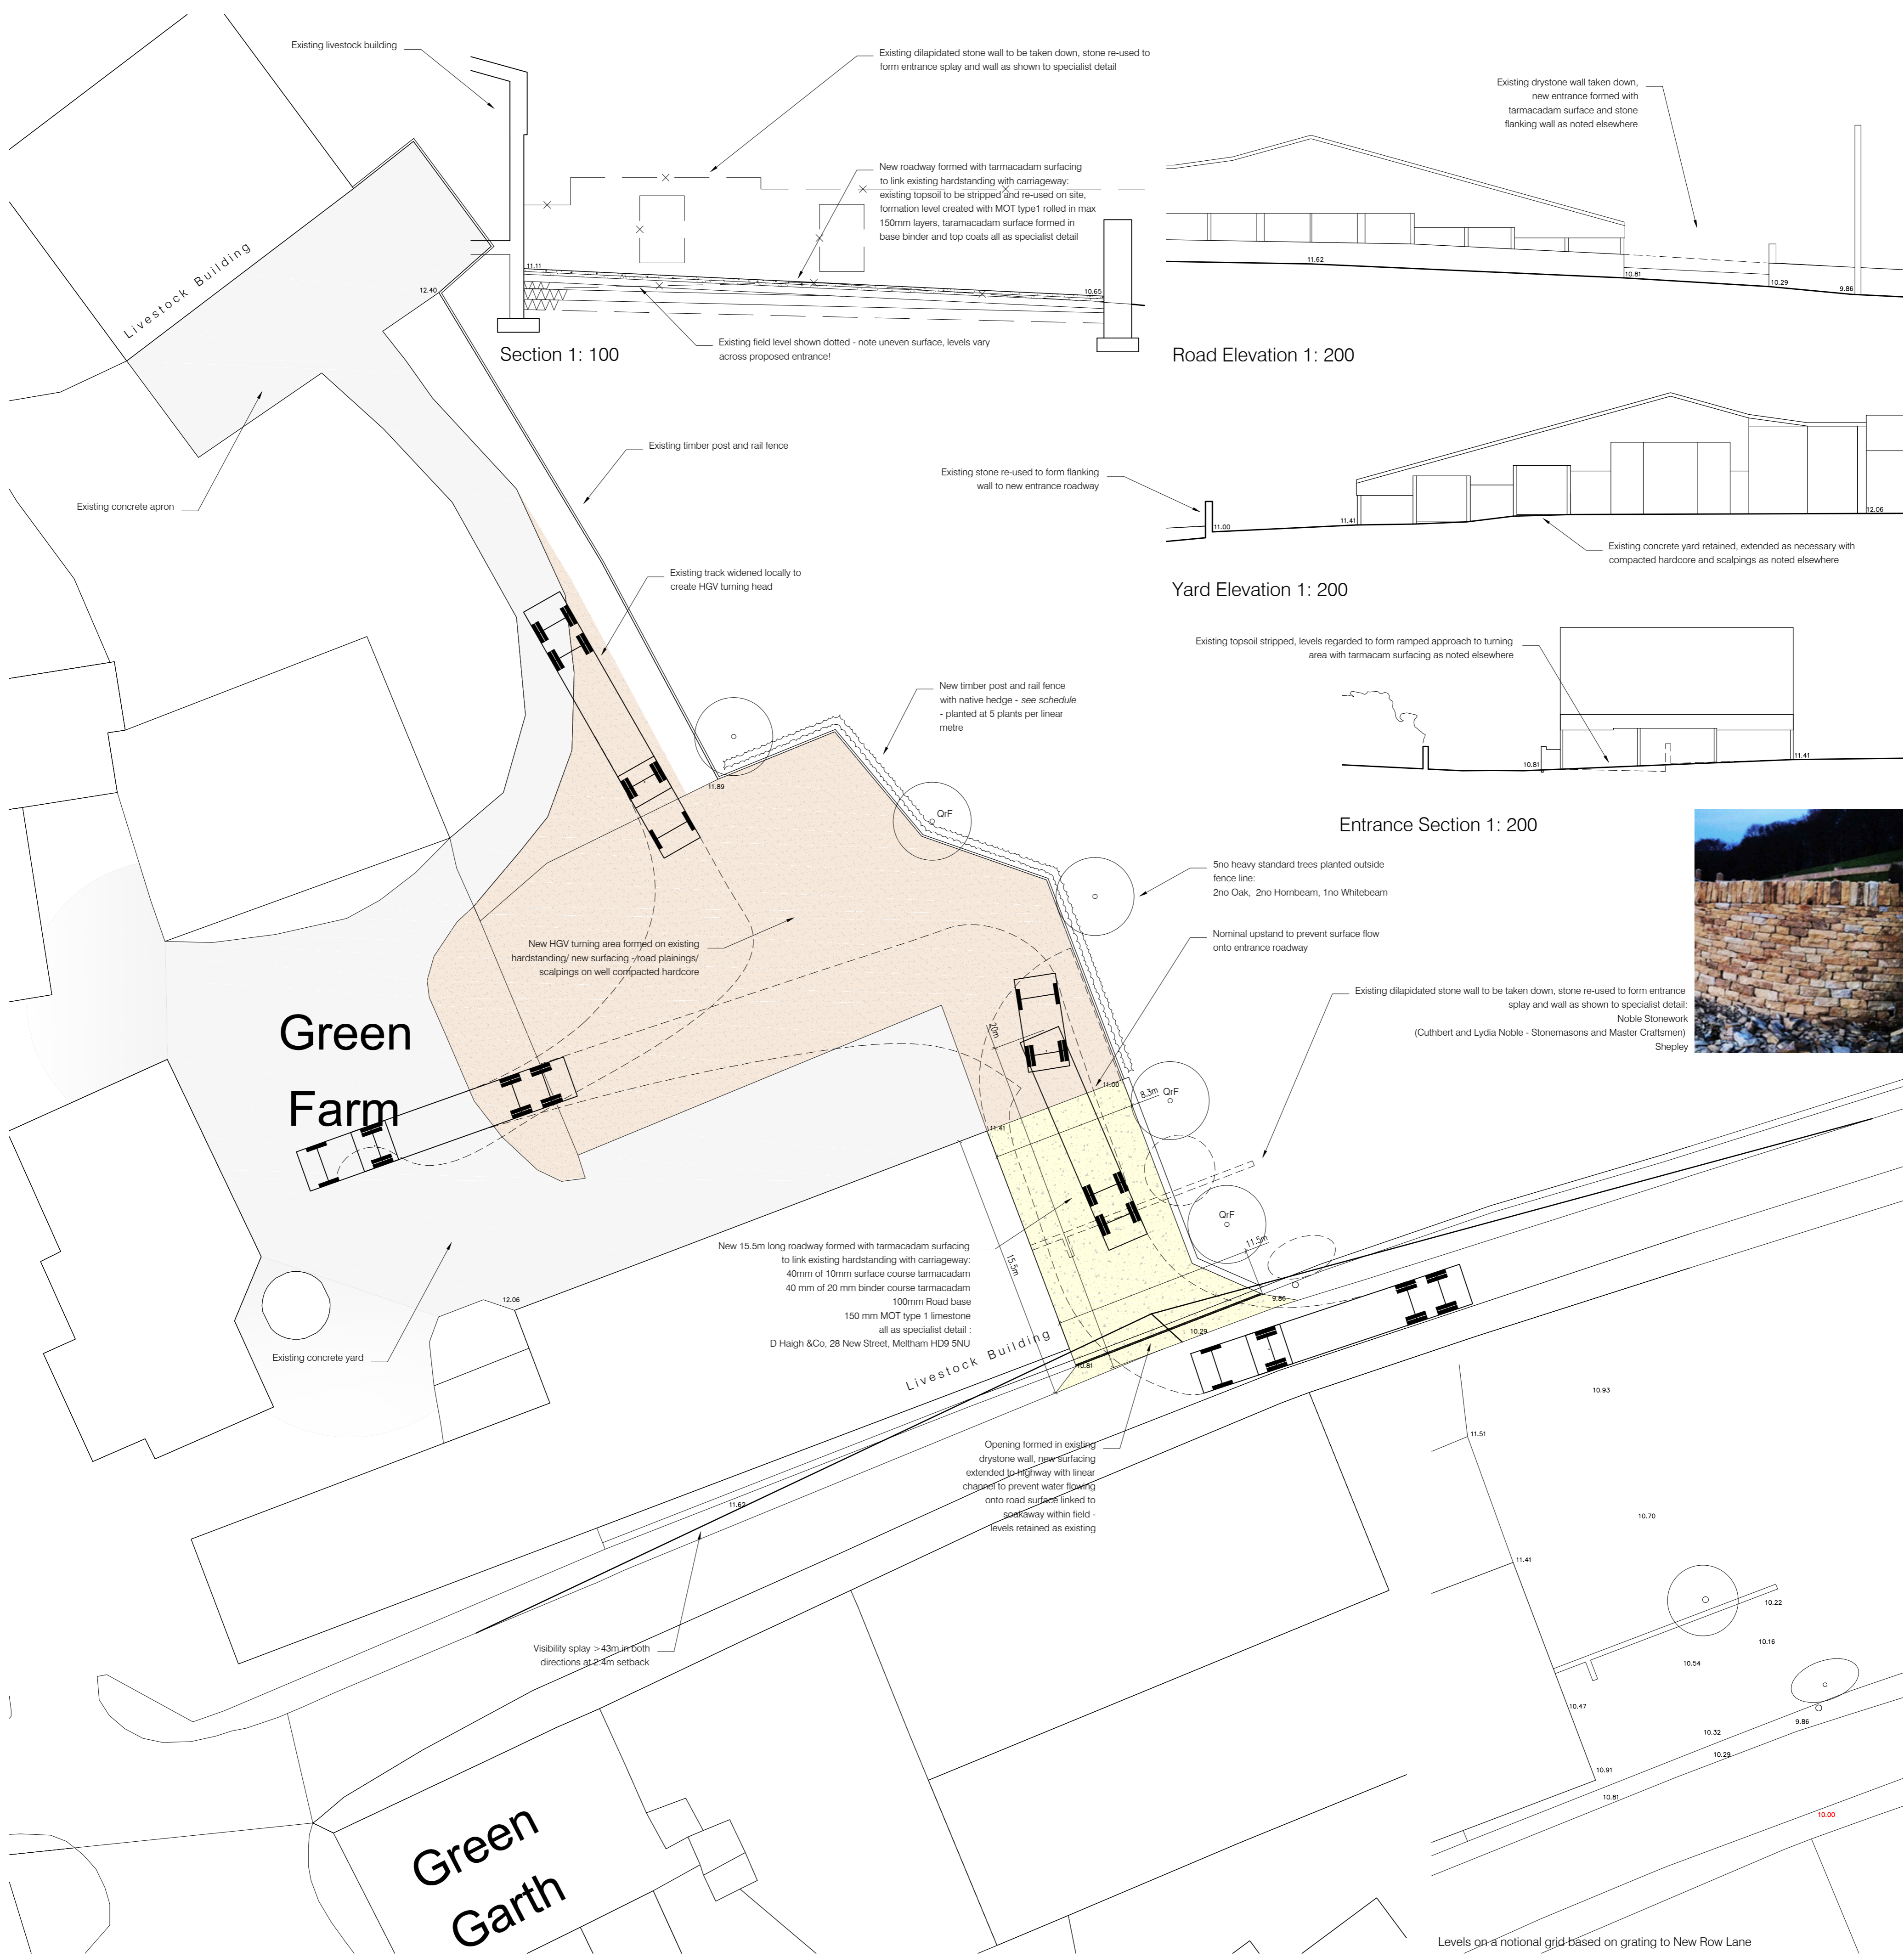 Existing livestock building
Existing dilapidated stone wall to be taken down, stone re-used to
form entrance splay and wall as shown to specialist detail
Existing drystone wall taken down,
new entrance formed with
tarmacadam surface and stone
flanking wall as noted elsewhere
New roadway formed with tarmacadam surfacing
to link existing hardstanding with carriageway:
existing topsoil to be stripped and re-used on site,
formation level created with MOT type1 rolled in max
150mm layers, taramacadam surface formed in
base binder and top coats all as specialist detail
Livestock Building
12.40
11.11
10.65
11.62
10.81
10.29
9.86
Existing field level shown dotted - note uneven surface, levels vary
across proposed entrance!
Section 1: 100
Road Elevation 1: 200
Existing timber post and rail fence
Existing concrete apron
Existing stone re-used to form flanking
wall to new entrance roadway
11.00
11.41
12.06
Existing concrete yard retained, extended as necessary with
compacted hardcore and scalpings as noted elsewhere
Yard Elevation 1: 200
Existing track widened locally to
create HGV turning head
Existing topsoil stripped, levels regarded to form ramped approach to turning
area with tarmacam surfacing as noted elsewhere
10.81
11.41
Entrance Section 1: 200
New timber post and rail fence
with native hedge - see schedule
- planted at 5 plants per linear
metre
11.89
QrF
5no heavy standard trees planted outside
fence line:
2no Oak, 2no Hornbeam, 1no Whitebeam
Nominal upstand to prevent surface flow
onto entrance roadway
New HGV turning area formed on existing
hardstanding/ new surfacing -/road plainings/
scalpings on well compacted hardcore
Existing dilapidated stone wall to be taken down, stone re-used to form entrance
splay and wall as shown to specialist detail:
Noble Stonework
(Cuthbert and Lydia Noble - Stonemasons and Master Craftsmen)
Shepley
Green
Farm
20m
11.00
8.3m
QrF
11.41
QrF
11.5m
15.5m
New 15.5m long roadway formed with tarmacadam surfacing
to link existing hardstanding with carriageway:
40mm of 10mm surface course tarmacadam
40 mm of 20 mm binder course tarmacadam
100mm Road base
150 mm MOT type 1 limestone
all as specialist detail :
D Haigh &Co, 28 New Street, Meltham HD9 5NU
12.06
9.86
10.29
10.81
Existing concrete yard
Livestock Building
Opening formed in existing
drystone wall, new surfacing
extended to highway with linear
channel to prevent water flowing
onto road surface linked to
soakaway within field -
levels retained as existing
11.62
Visibility splay >43m in both
directions at 2.4m setback
10.93
11.51
10.70
11.41
10.22
10.16
10.54
10.47
9.86
10.32
10.29
10.91
10.81
10.00
Green
Garth
Levels on a notional grid based on grating to New Row Lane